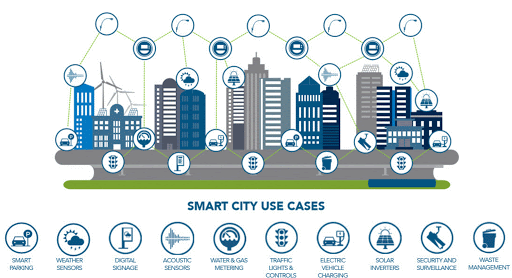 SMART CITY USE CASES
SMART PARKING
WEATHER SENSORS
DIGITAL SIGNAGE
ACOUSTIC SENSORS
WATER & GAS METERING
TRAFFIC LIGHTS & CONTROLS
ELECTRIC VEHICLE CHARGING
SOLAR INVERTERS
SECURITY AND SURVEILLANCE
WASTE MANAGEMENT